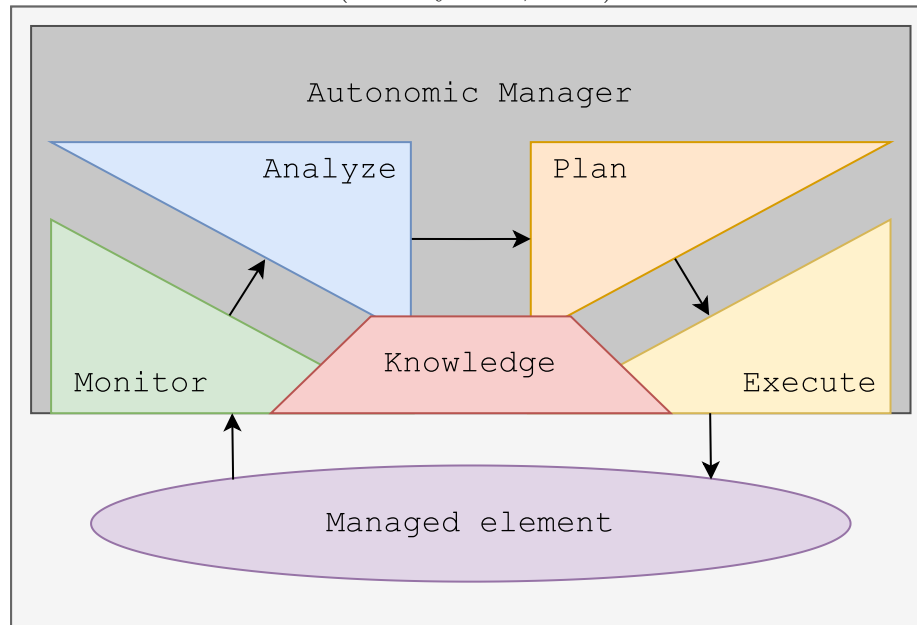 Autonomic Manager
Analyze
Plan
Monitor
Knowledge
Execute
Managed element